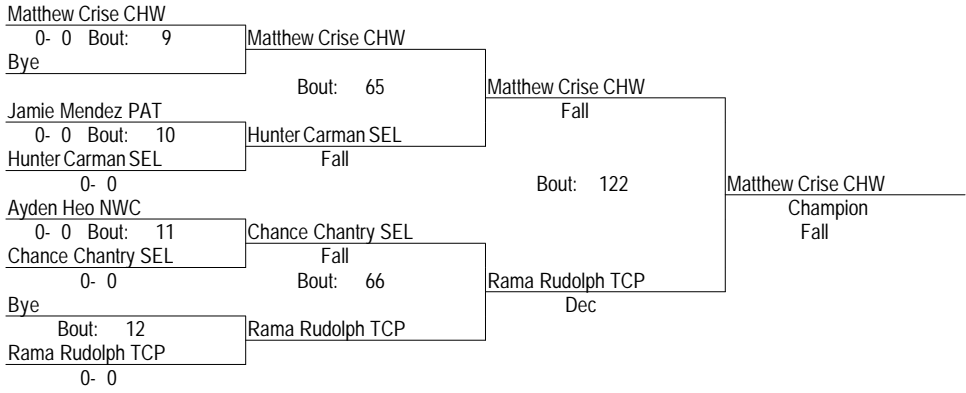 Matthew Crise CHW
0- 0 Bout: 9
Matthew Crise CHW
Bye
Bout: 65
Matthew Crise CHW
Jamie Mendez PAT
Fall
0- 0 Bout: 10
Hunter Carman SEL
Hunter Carman SEL
Fall
0- 0
Bout: 122
Matthew Crise CHW
Ayden Heo NWC
Champion
0- 0 Bout: 11
Chance Chantry SEL
Fall
Chance Chantry SEL
Fall
0- 0
Bout: 66
Rama Rudolph TCP
Bye
Dec
Bout: 12
Rama Rudolph TCP
Rama Rudolph TCP
0- 0